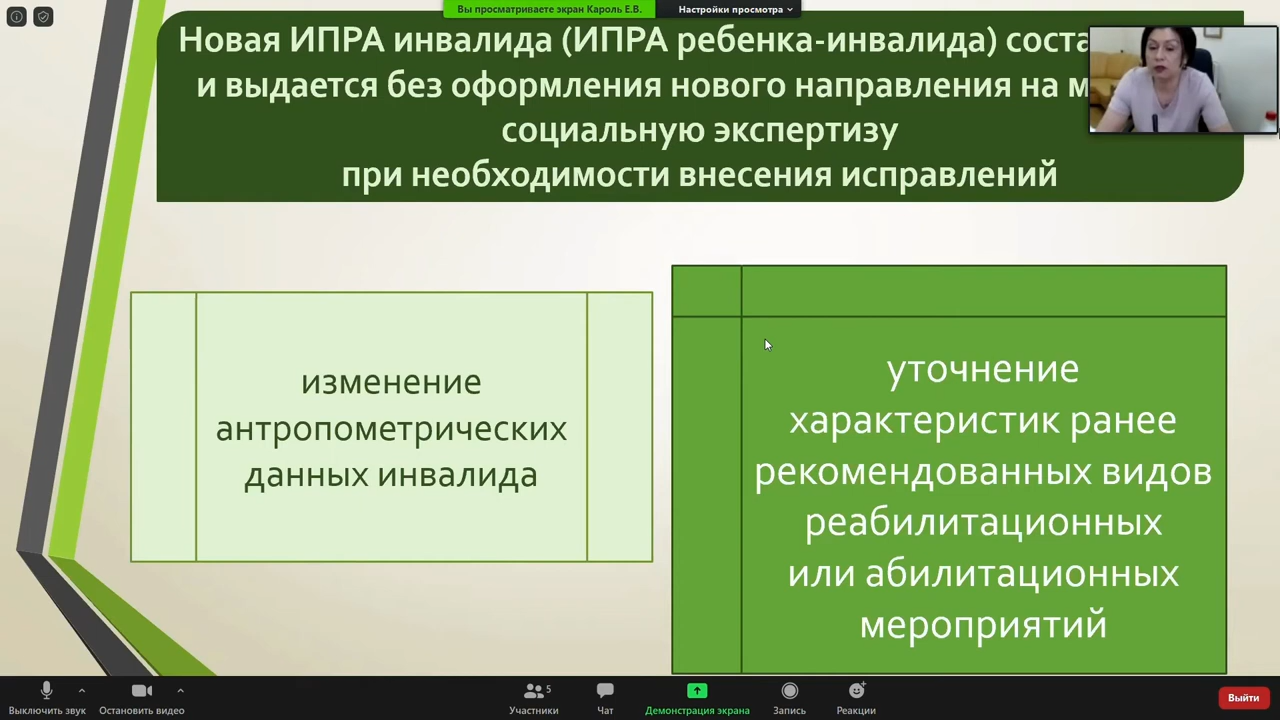 Вы просматриваете экран Кароль Е.В.
Настройки просмотра
Новая ИПРА инвалида (ИПРА ребенка-инвалида)
и выдается без оформления нового направления на
социальную экспертизу
при необходимости внесения исправлений
изменение
антропометрических
данных инвалида
уточнение
характеристик ранее
рекомендованных видов
реабилитационных
или абилитационных
мероприятий
Выключить звук
Остановить видео
5
Участники
Чат
Демонстрация экрана
Запись
Реакции
Выйти